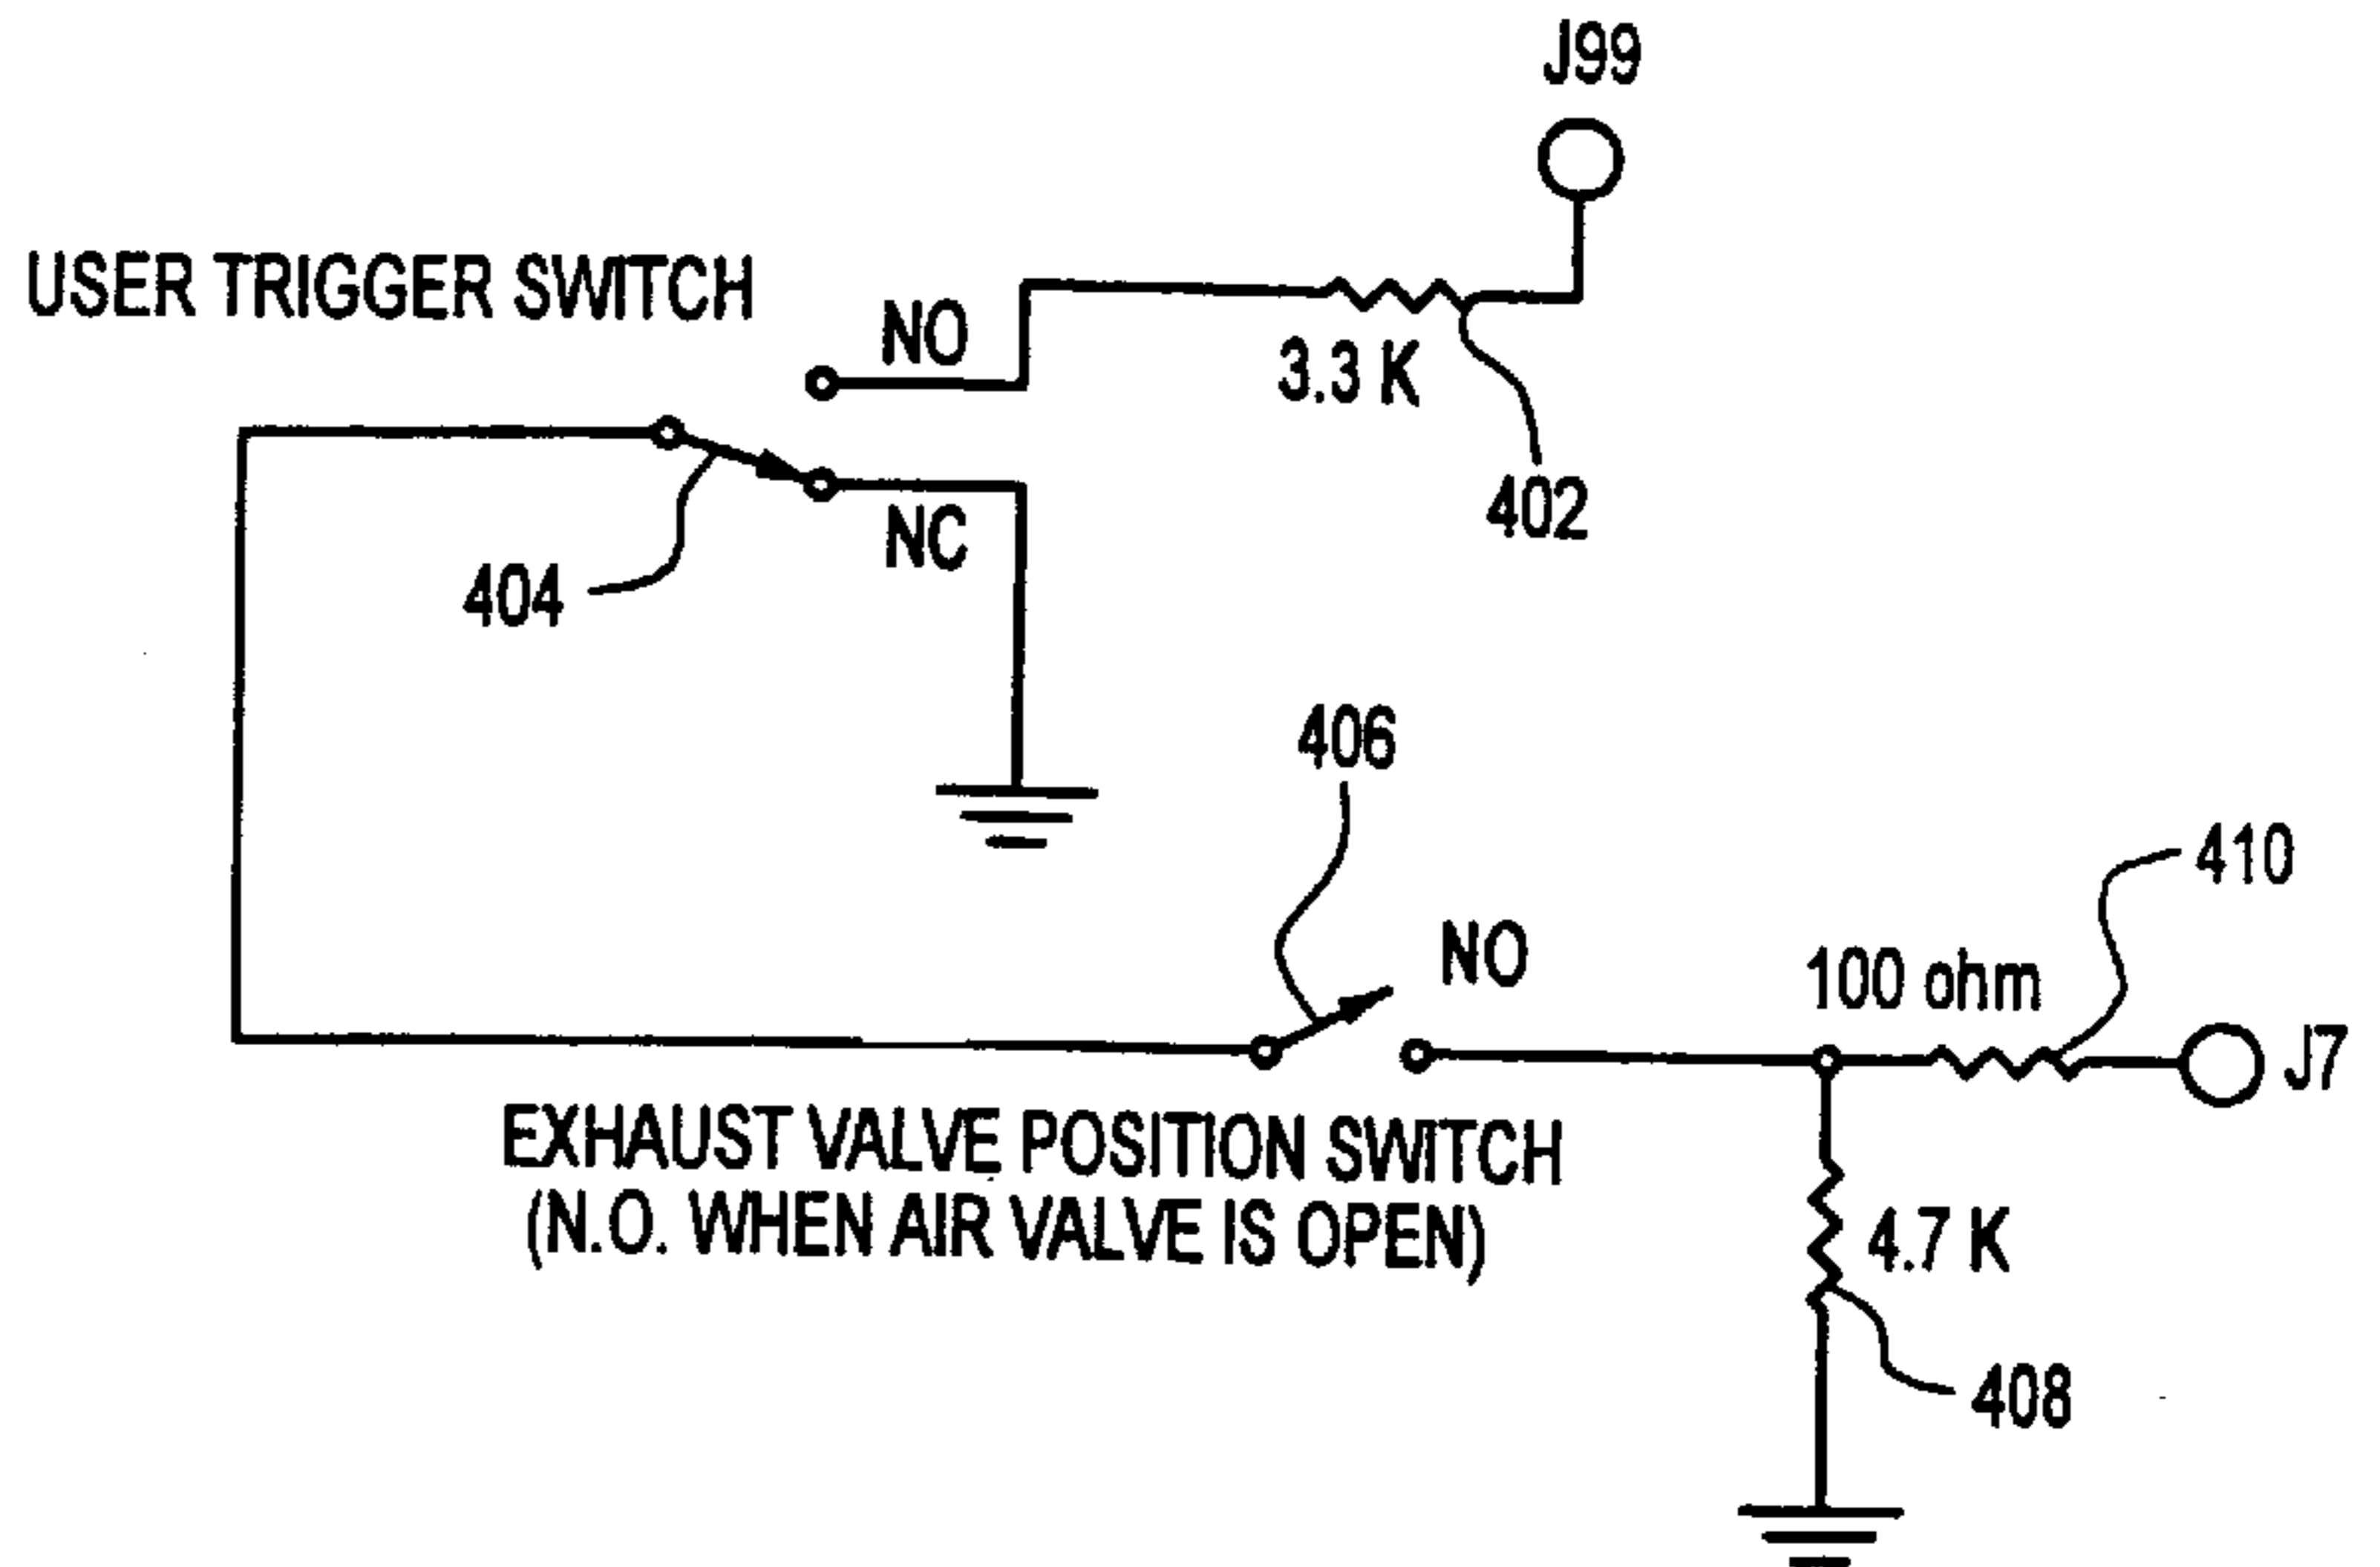 J99
USER TRIGGER SWITCH
NO
3.3 K
402
NC
404
406
410
NO
100 ohm
J7
EXHAUST VALVE POSITION SWITCH
(N.O. WHEN AIR VALVE IS OPEN)
4.7 K
408